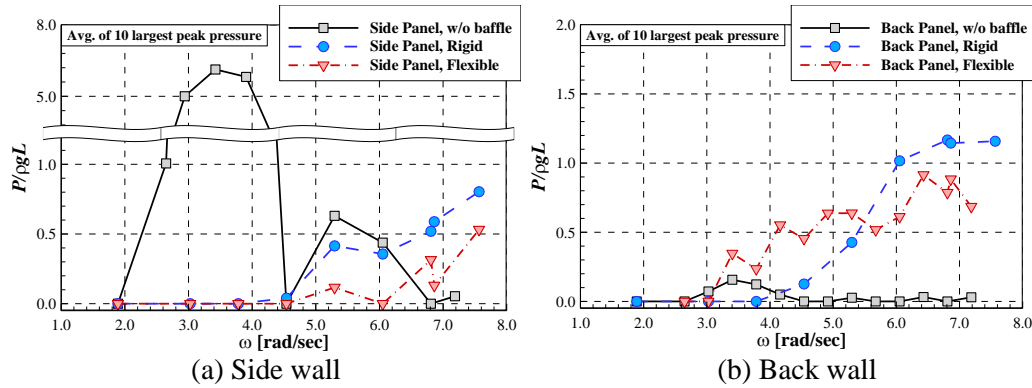 Avg. of 10 largest peak pressure
Side Panel, w/o baffle
Side Panel, Rigid
Side Panel, Flexible
8.0
5.0
1.0
0.5
0.0
P/ρgL
1.0 2.0 3.0 4.0 5.0 6.0 7.0 8.0
ω [rad/sec]
(a) Side wall
Avg. of 10 largest peak pressure
Back Panel, w/o baffle
Back Panel, Rigid
Back Panel, Flexible
2.0
1.5
1.0
0.5
0.0
P/ρgL
1.0 2.0 3.0 4.0 5.0 6.0 7.0 8.0
ω [rad/sec]
(b) Back wall